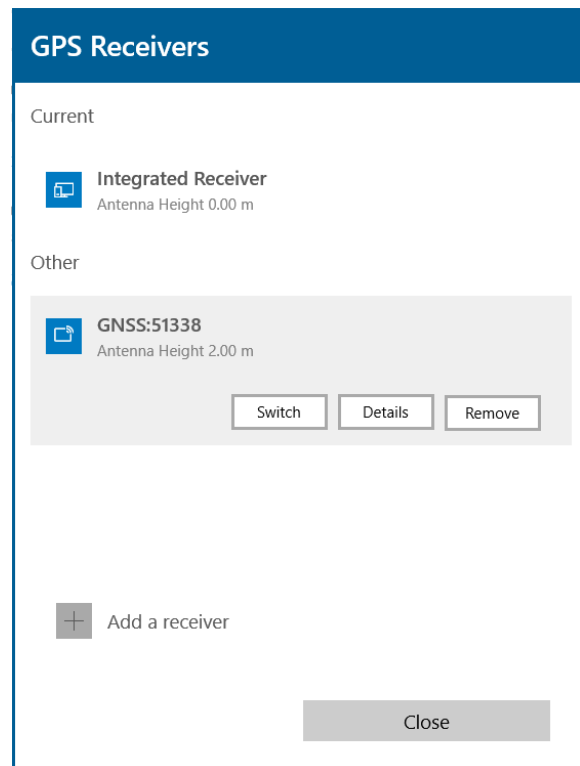 GPS Receivers
Current
Integrated Receiver
Antenna Height 0.00 m
Other
GNSS:51338
Antenna Height 2.00 m
Switch Details Remove
Add a receiver
Close